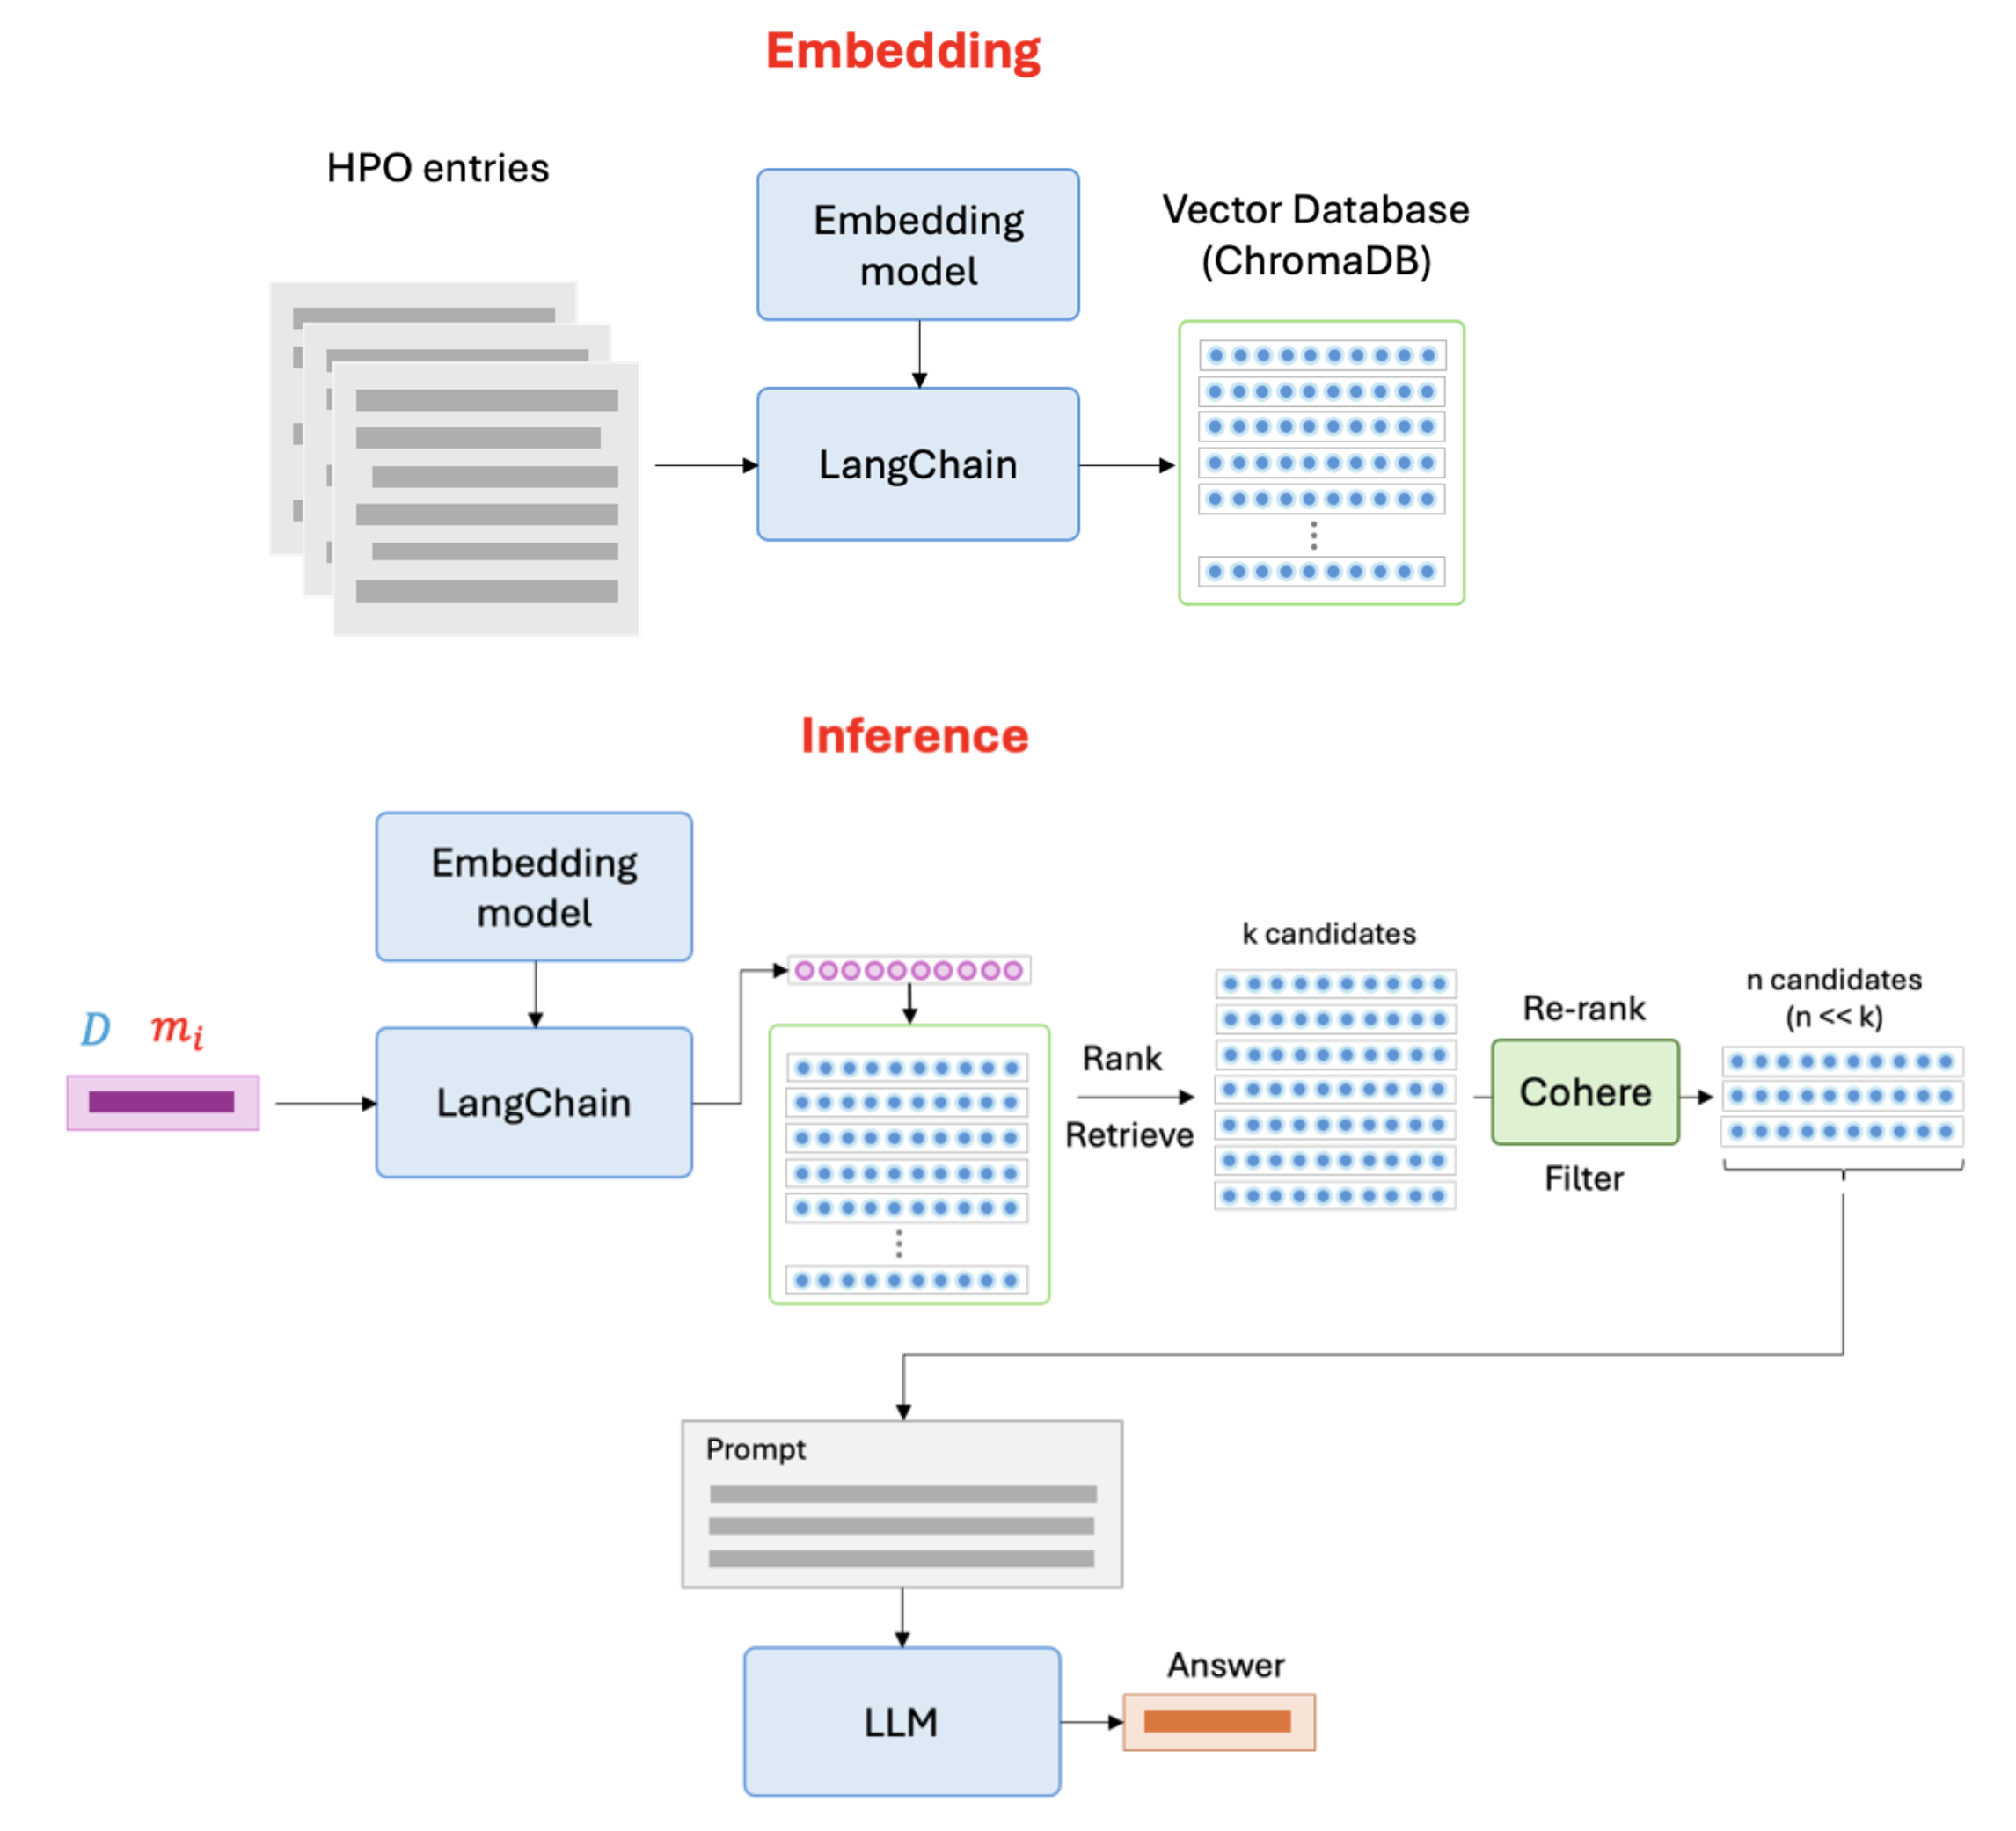 Embedding
HPO entries
Embedding
model
Vector Database
(ChromaDB)
LangChain
Inference
Embedding
model
D m_i
LangChain
Rank
Retrieve
k candidates
Re-rank
Cohere
Filter
n candidates
(n << k)
Prompt
LLM
Answer